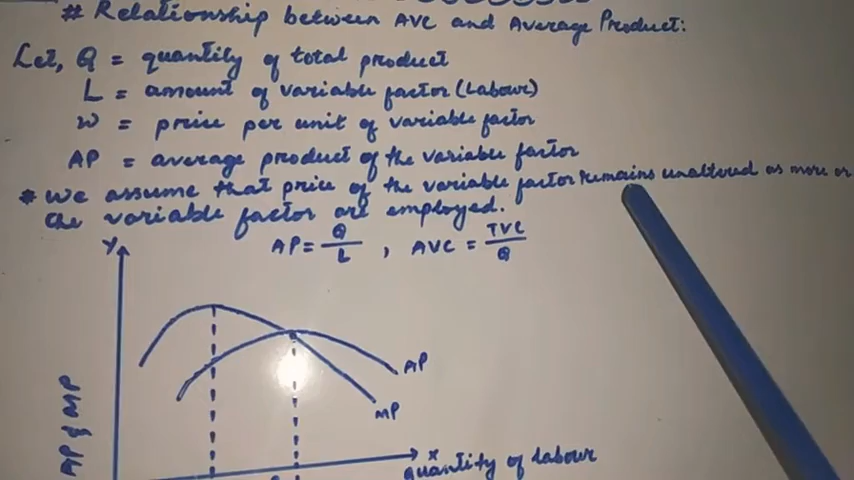 # Relationship between AVC and Average Product:
Let, Q = quantity of total product
L = amount of variable factor (Labour)
w = price per unit of variable factor
AP = average product of the variable factor
* We assume that price of the variable factor remains unaltered as more or
the variable factor are employed.
AP = Q/L , AVC = TVC/Q
Y
AP & MP
AP
MP
X
quantity of labour